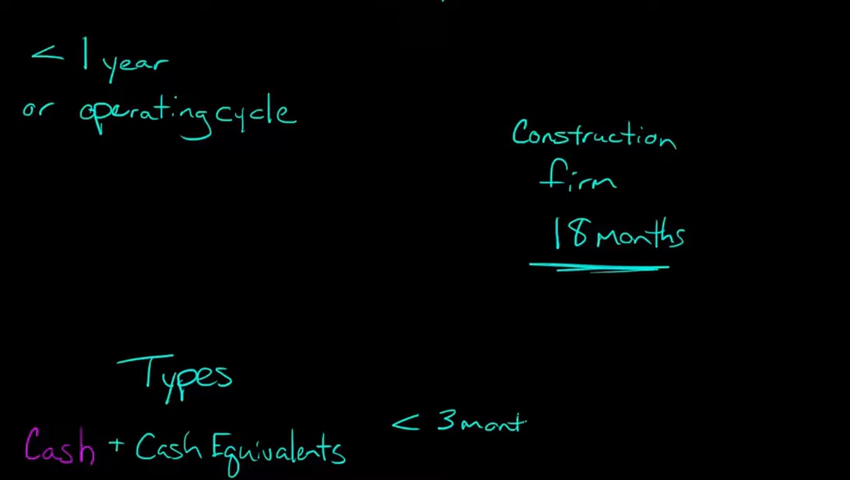 < 1 year
or operating cycle
Construction
firm
18 months
Types
Cash + Cash Equivalents
< 3 mont